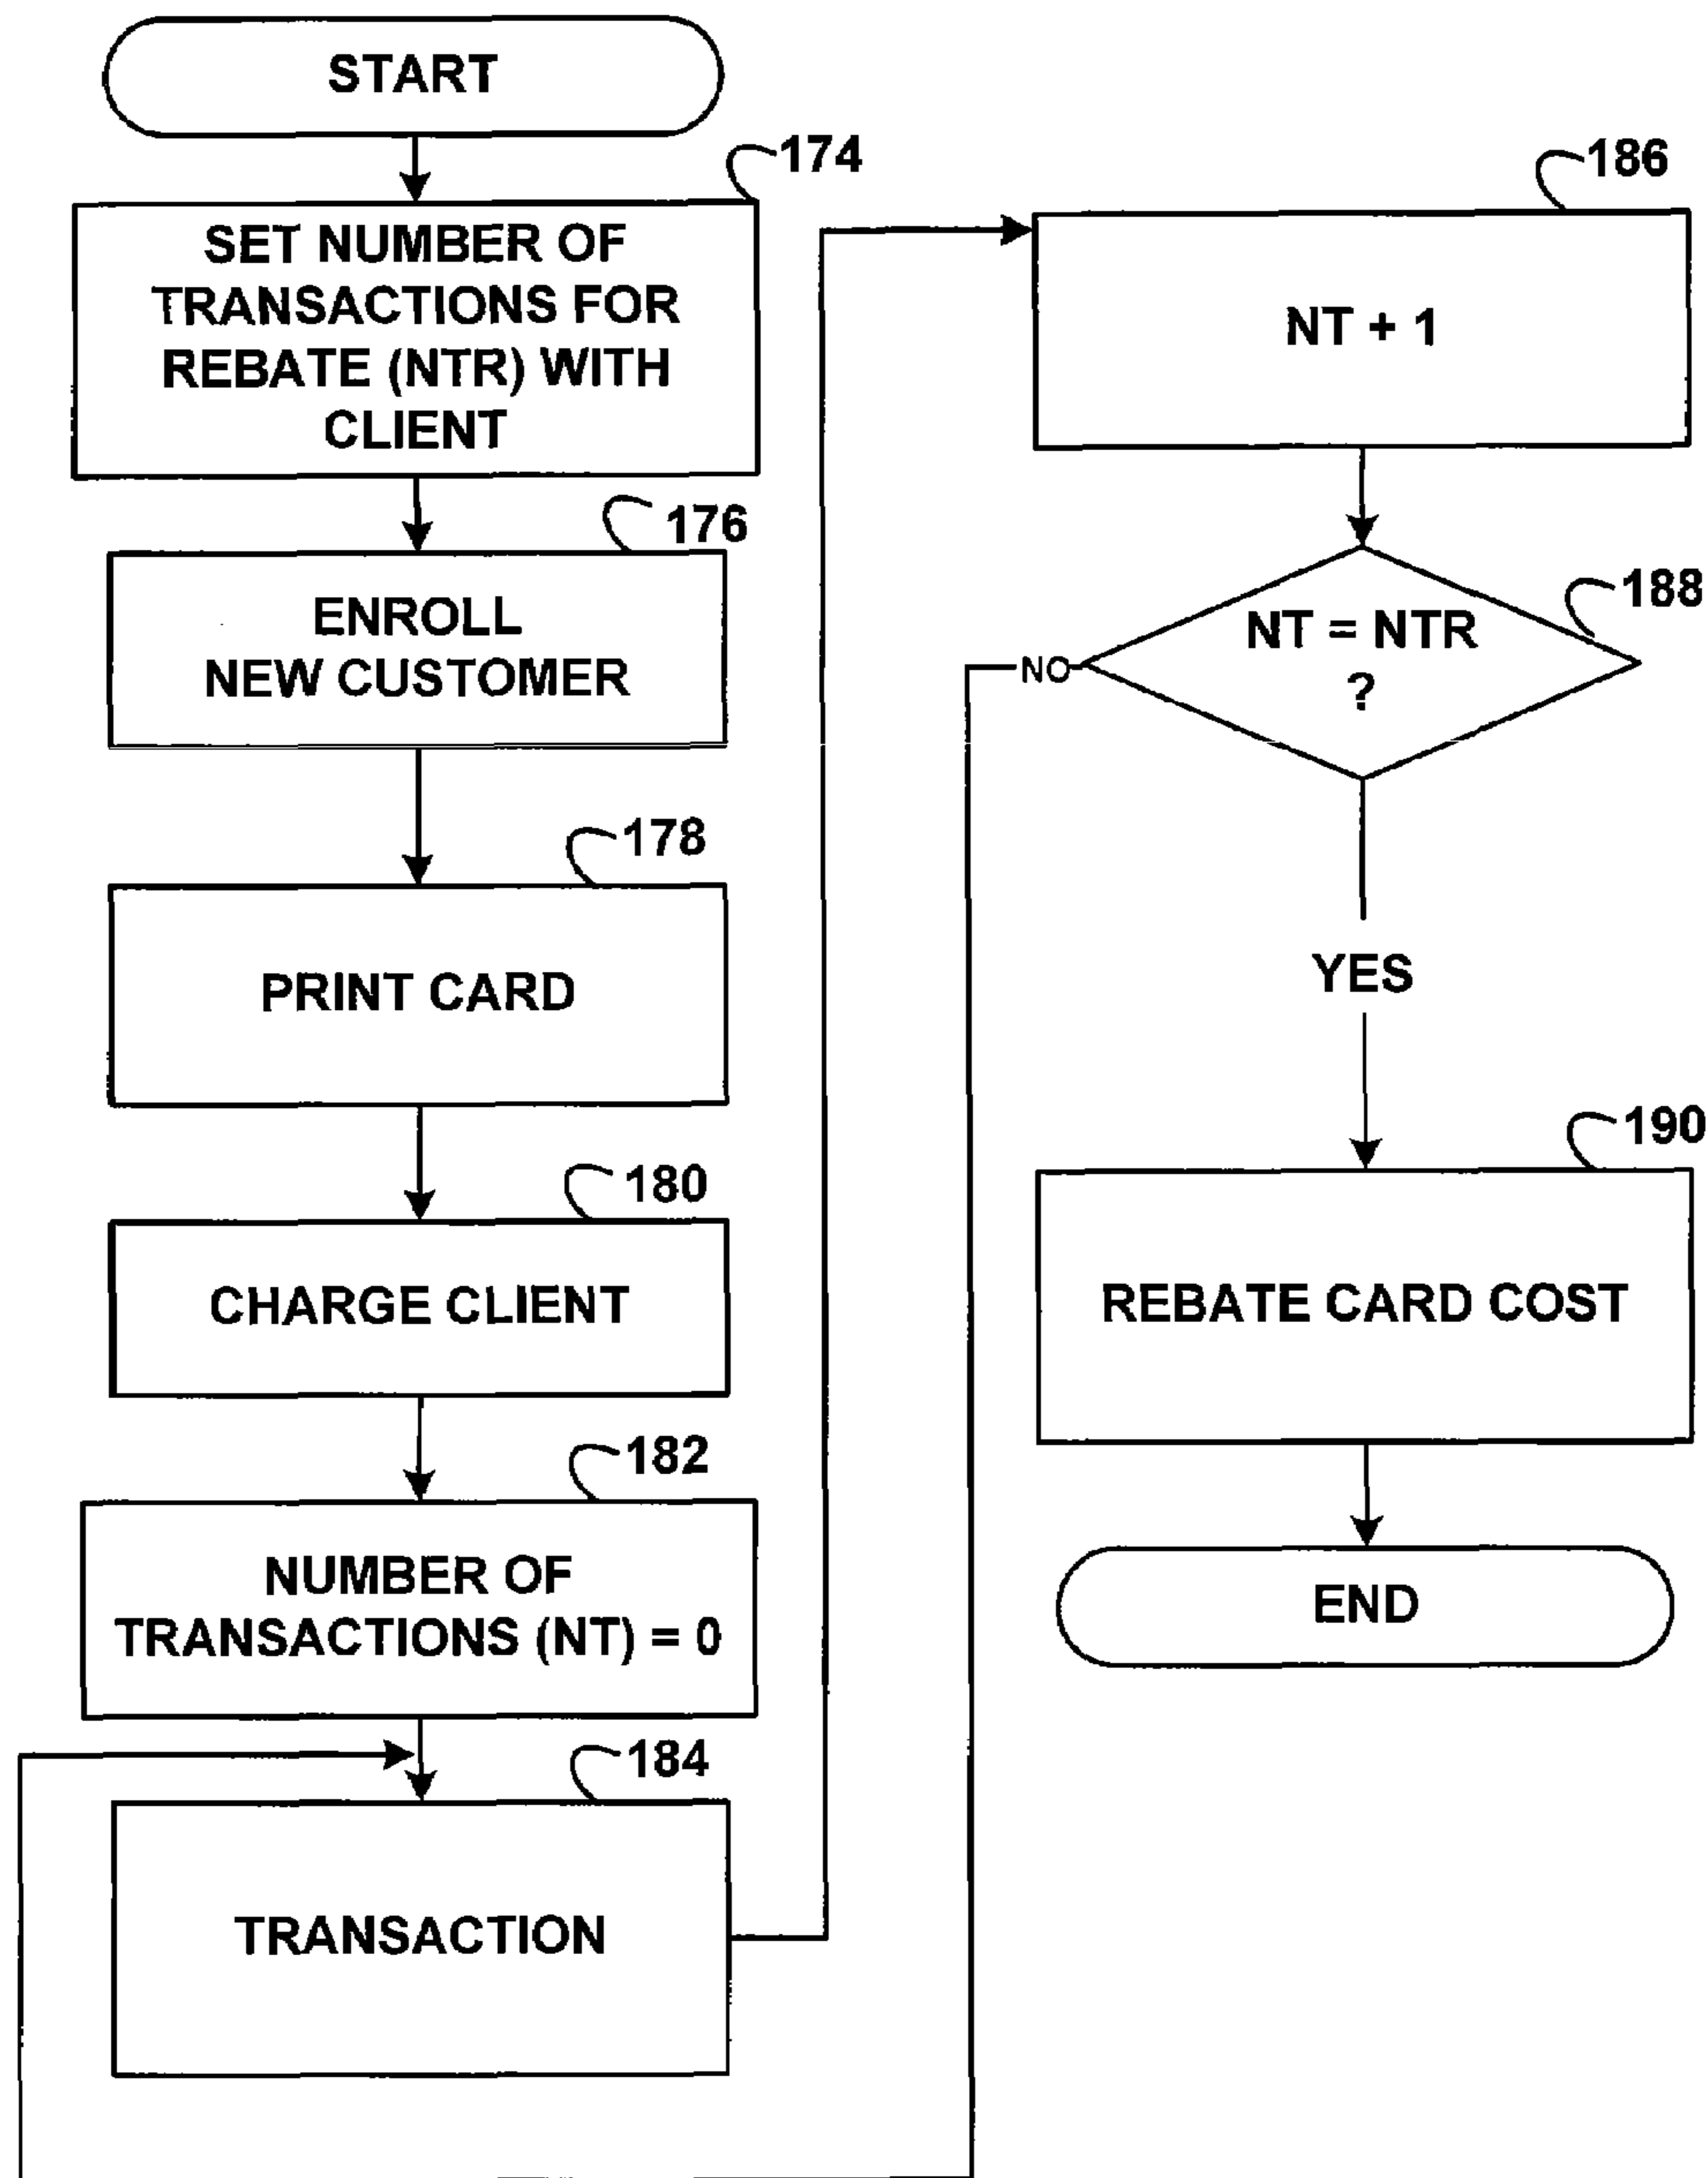 START
174
SET NUMBER OF
TRANSACTIONS FOR
REBATE (NTR) WITH
CLIENT
176
ENROLL
NEW CUSTOMER
178
PRINT CARD
180
CHARGE CLIENT
182
NUMBER OF
TRANSACTIONS (NT) = 0
184
TRANSACTION
186
NT + 1
188
NT = NTR
?
NO
YES
190
REBATE CARD COST
END